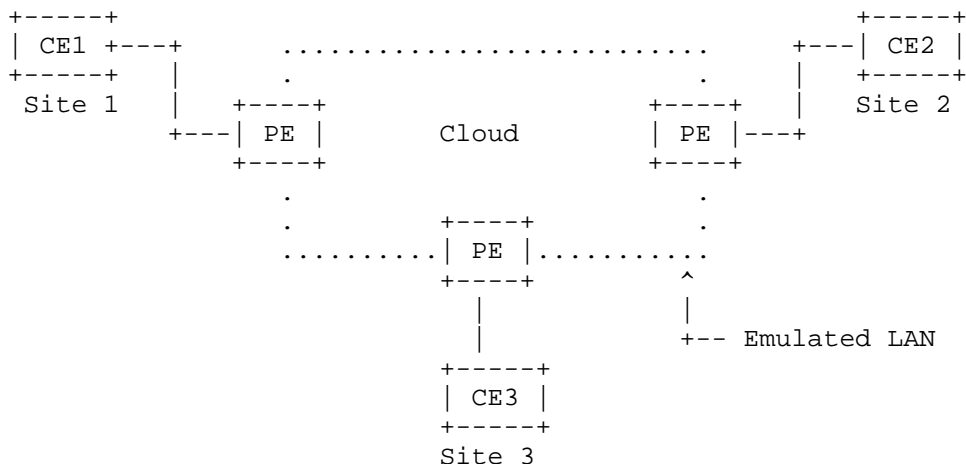 +-----+                                              +-----+
| CE1 +---+      ...........................     +---| CE2 |
+-----+   |      .                         .     |   +-----+
 Site 1   |   +----+                    +----+   |   Site 2
          +---| PE |       Cloud        | PE |---+
              +----+                    +----+
                 .                         .
                 .         +----+          .
                 ..........| PE |...........
                           +----+         ^
                             |            |
                             |            +-- Emulated LAN
                           +-----+
                           | CE3 |
                           +-----+
                           Site 3